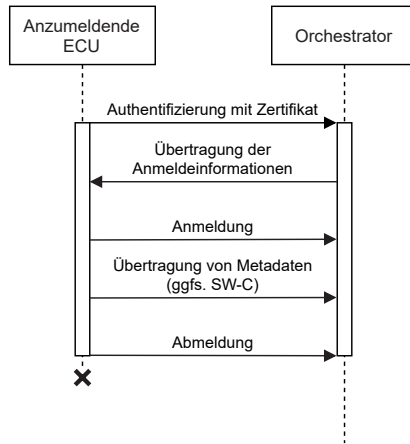 Anzumeldende
ECU
Orchestrator
Authentifizierung mit Zertifikat
Übertragung der
Anmeldeinformationen
Anmeldung
Übertragung von Metadaten
(ggfs. SW-C)
Abmeldung